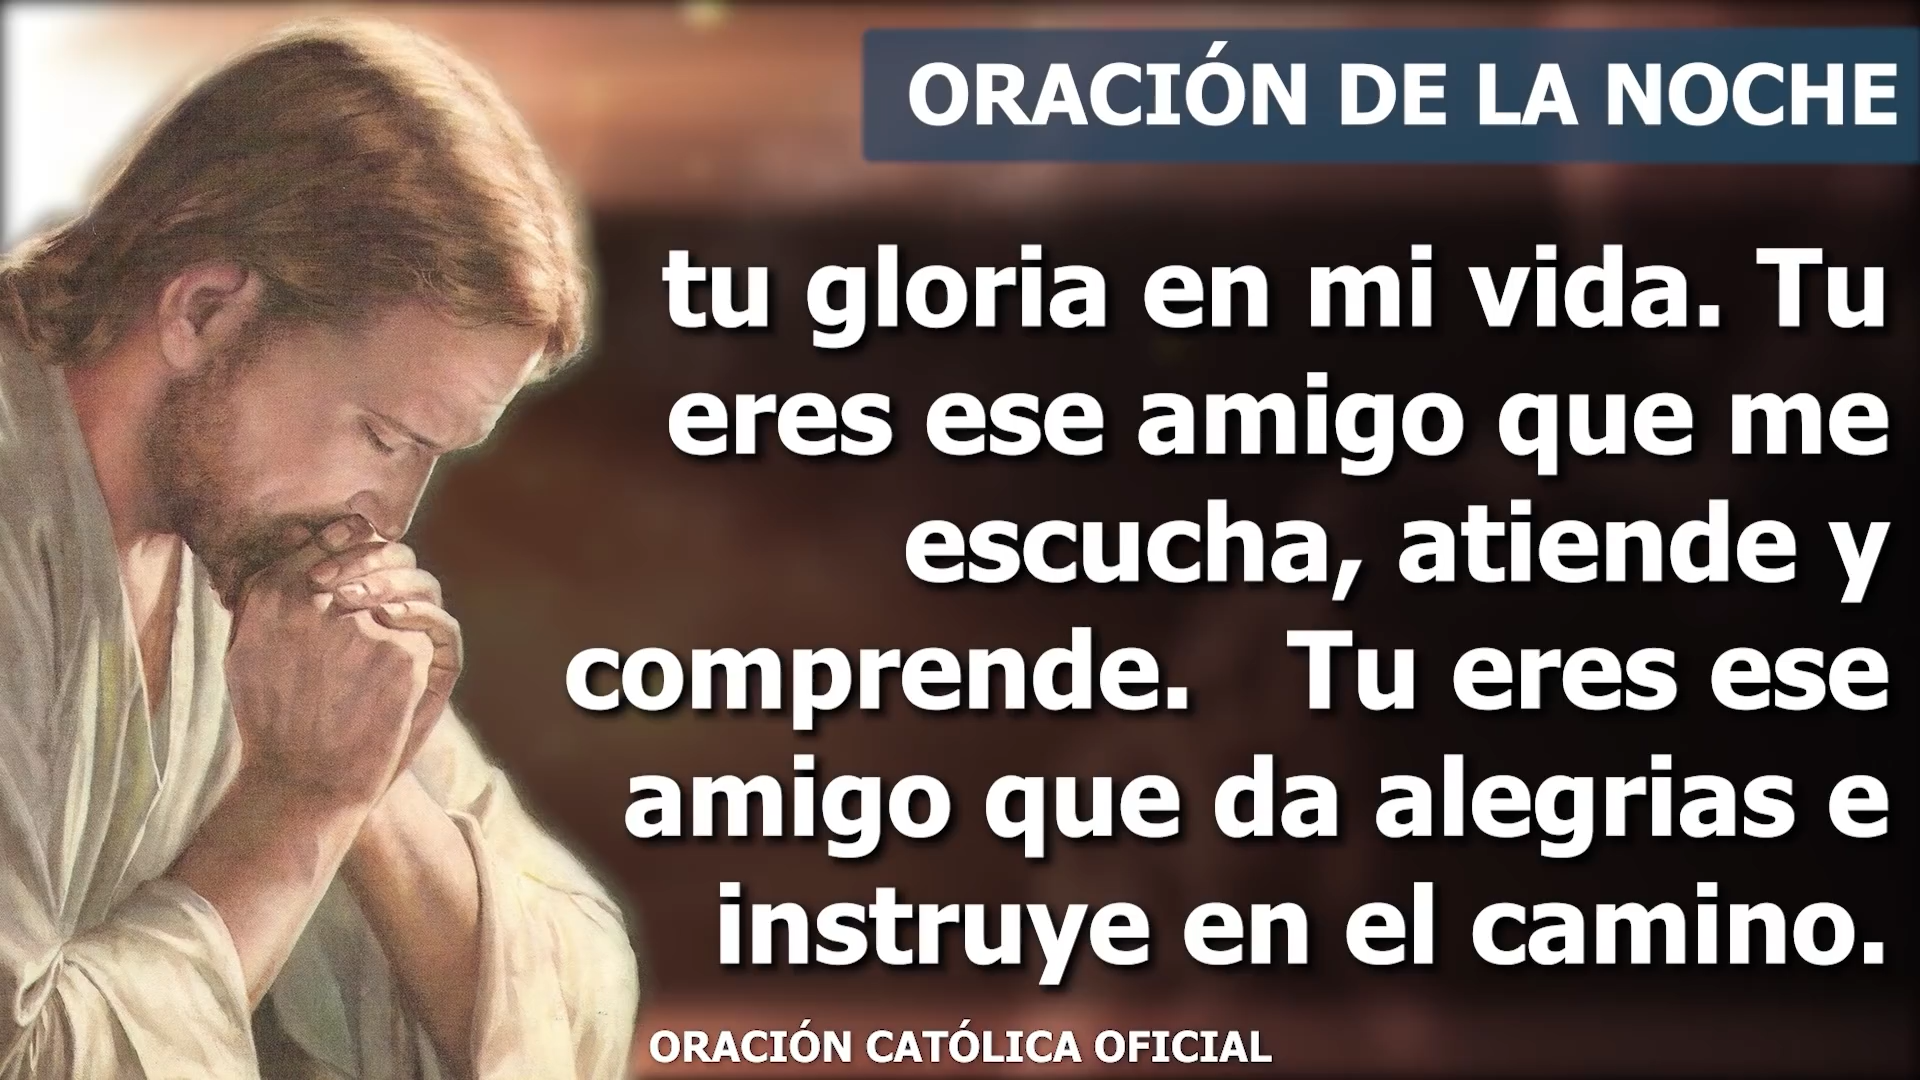 ORACIÓN DE LA NOCHE
tu gloria en mi vida. Tu
eres ese amigo que me
escucha, atiende y
comprende.   Tu eres ese
amigo que da alegrias e
instruye en el camino.
ORACIÓN CATÓLICA OFICIAL